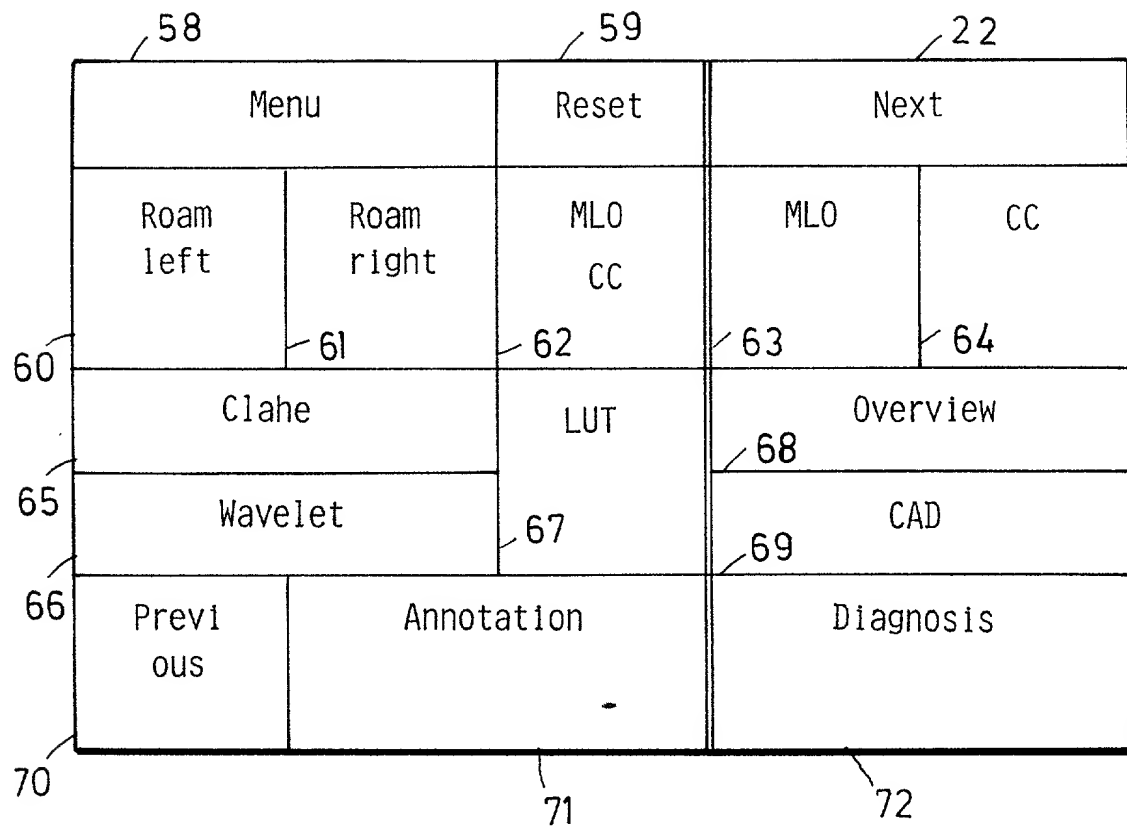 58
59
22
Menu
Reset
Next
Roam
left
Roam
right
MLO
CC
MLO
CC
60
61
62
63
64
Clahe
LUT
Overview
65
68
Wavelet
67
CAD
66
69
Previ
ous
Annotation
Diagnosis
70
71
72